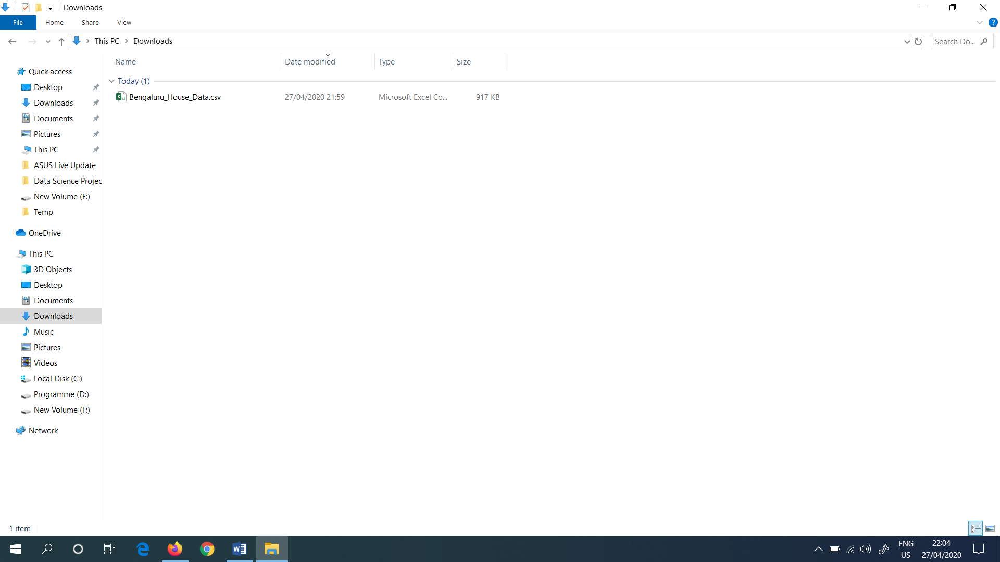 Downloads
File Home Share View
This PC Downloads
Search Do...
Name Date modified Type Size
Today (1)
Bengaluru_House_Data.csv 27/04/2020 21:59 Microsoft Excel Co... 917 KB
Quick access
Desktop
Downloads
Documents
Pictures
This PC
ASUS Live Update
Data Science Projec
New Volume (F:)
Temp
OneDrive
This PC
3D Objects
Desktop
Documents
Downloads
Music
Pictures
Videos
Local Disk (C:)
Programme (D:)
New Volume (F:)
Network
1 item
ENG 22:04
US 27/04/2020